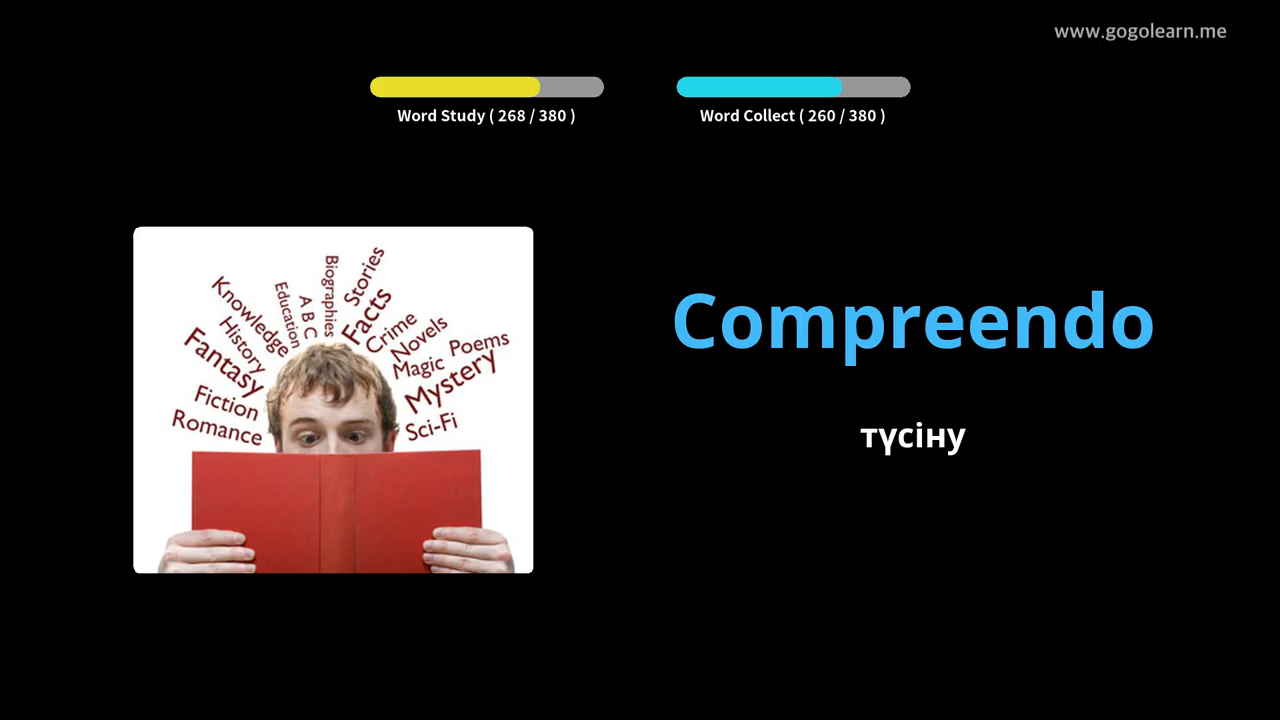 www.gogolearn.me
Word Study ( 268 / 380 )
Word Collect ( 260 / 380 )
Biographies
Stories
Education
A B C
Facts
Knowledge
Crime
History
Novels
Fantasy
Magic
Poems
Mystery
Fiction
Romance
Sci-Fi
Compreendo
түсіну